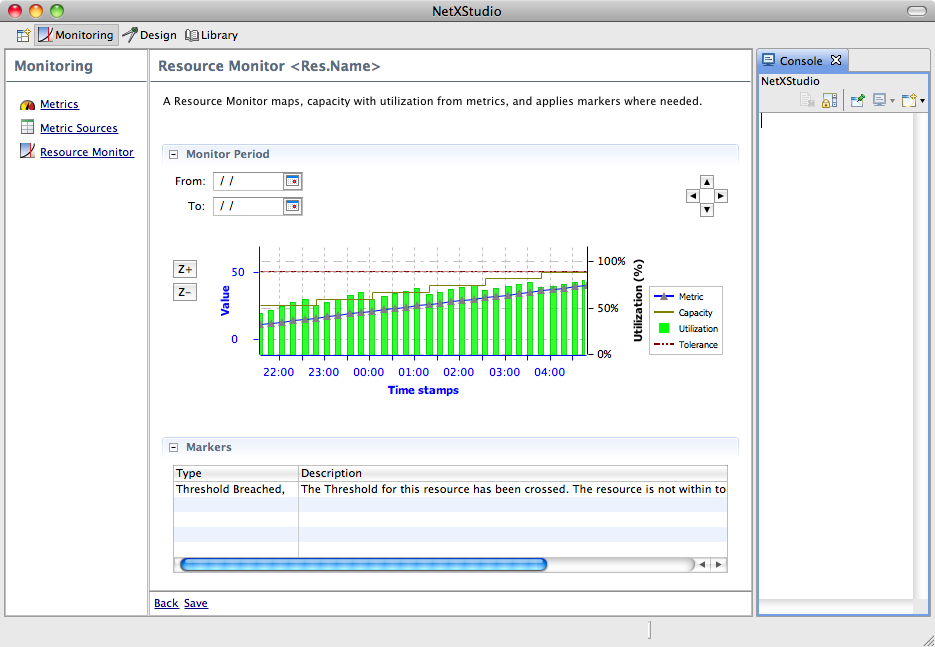 NetXStudio
Monitoring Design Library
Monitoring
Metrics
Metric Sources
Resource Monitor
Resource Monitor <Res.Name>
A Resource Monitor maps, capacity with utilization from metrics, and applies markers where needed.
Monitor Period
From: / /
To: / /
Z+
Z-
Value
50
0
100%
50%
0%
Utilization (%)
22:00 23:00 00:00 01:00 02:00 03:00 04:00
Time stamps
Metric
Capacity
Utilization
Tolerance
Markers
Type Description
Threshold Breached, The Threshold for this resource has been crossed. The resource is not within to
Back Save
Console
NetXStudio